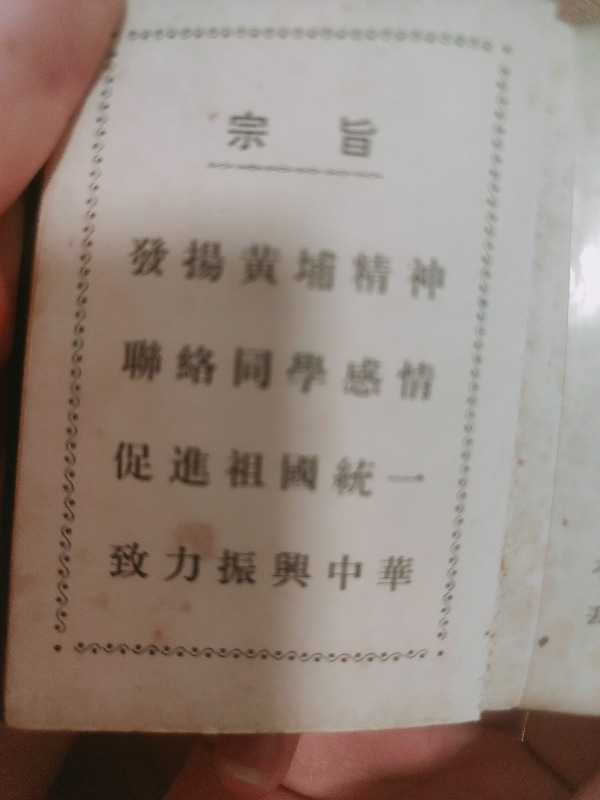 宗旨
發揚黃埔精神
聯絡同學感情
促進祖國統一
致力振興中華